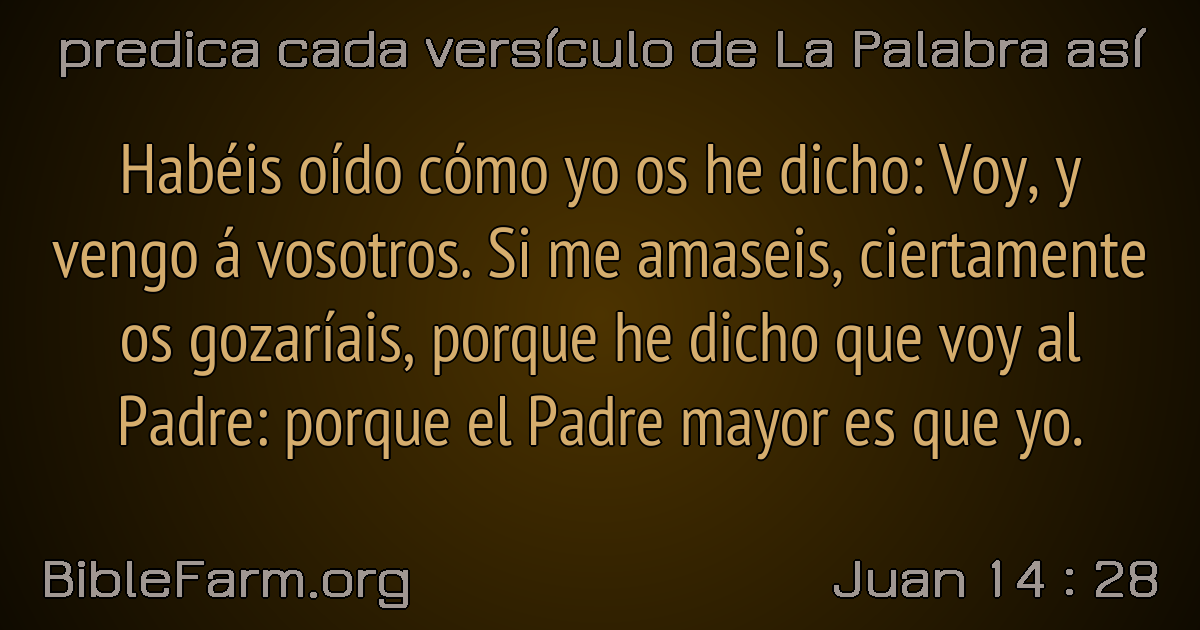 predica cada versículo de La Palabra así
Habéis oído cómo yo os he dicho: Voy, y
vengo á vosotros. Si me amaseis, ciertamente
os gozaríais, porque he dicho que voy al
Padre: porque el Padre mayor es que yo.
BibleFarm.org
Juan 14 : 28